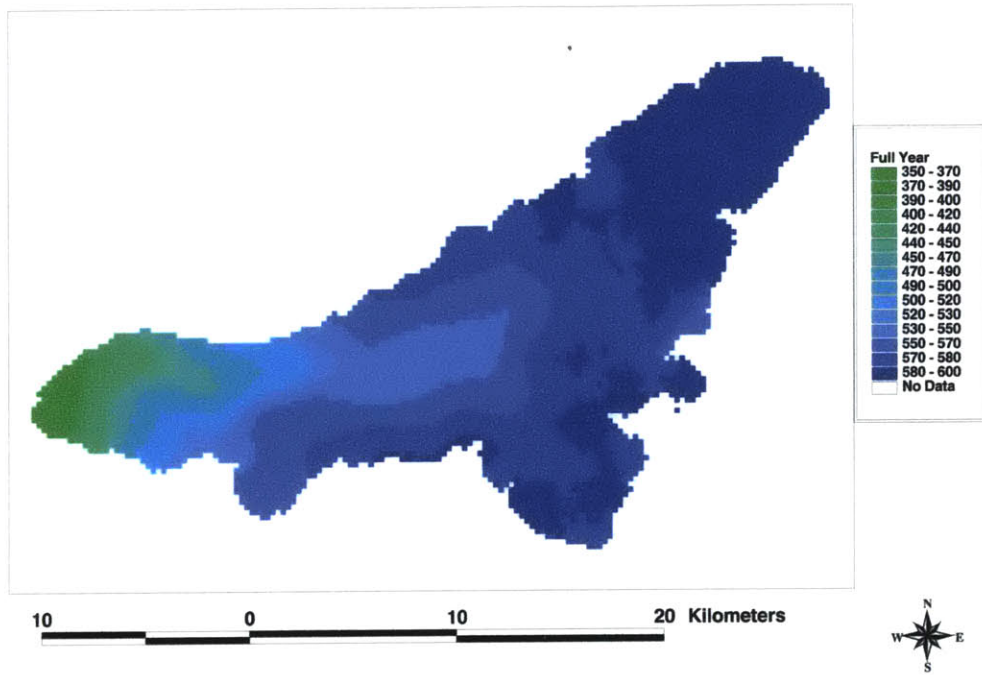 Full Year
350 - 370
370 - 390
390 - 400
400 - 420
420 - 440
440 - 450
450 - 470
470 - 490
490 - 500
500 - 520
520 - 530
530 - 550
550 - 570
570 - 580
580 - 600
No Data
10 0 10 20 Kilometers
N
W E
S